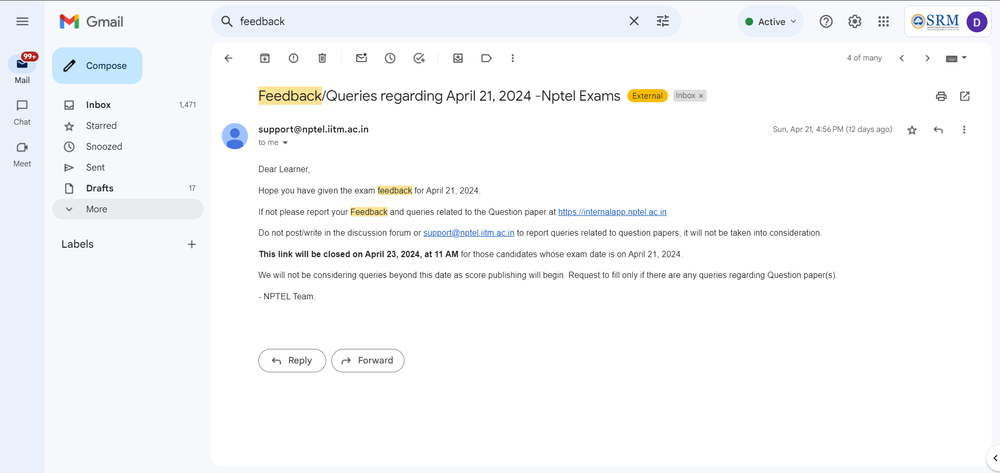 Gmail
feedback
Active
SRM
D
99+
Mail
Compose
4 of many
Chat
Meet
Inbox 1,471
Starred
Snoozed
Sent
Drafts 17
More
Labels
Feedback/Queries regarding April 21, 2024 -Nptel Exams External Inbox ×
support@nptel.iitm.ac.in Sun, Apr 21, 4:56 PM (12 days ago)
to me
Dear Learner,
Hope you have given the exam feedback for April 21, 2024.
If not please report your Feedback and queries related to the Question paper at https://internalapp.nptel.ac.in
Do not post/write in the discussion forum or support@nptel.iitm.ac.in to report queries related to question papers, it will not be taken into consideration.
This link will be closed on April 23, 2024, at 11 AM for those candidates whose exam date is on April 21, 2024.
We will not be considering queries beyond this date as score publishing will begin. Request to fill only if there are any queries regarding Question paper(s).
- NPTEL Team.
Reply Forward